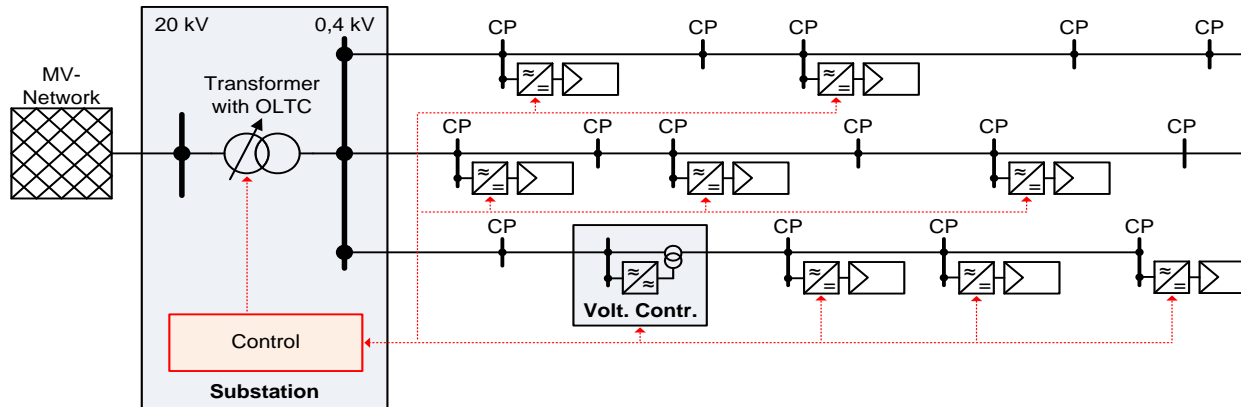 20 kV
0,4 kV
CP
CP
CP
CP
CP
MV-
Network
Transformer
with OLTC
CP
CP
CP
CP
CP
CP
CP
CP
CP
CP
Volt. Contr.
Control
Substation